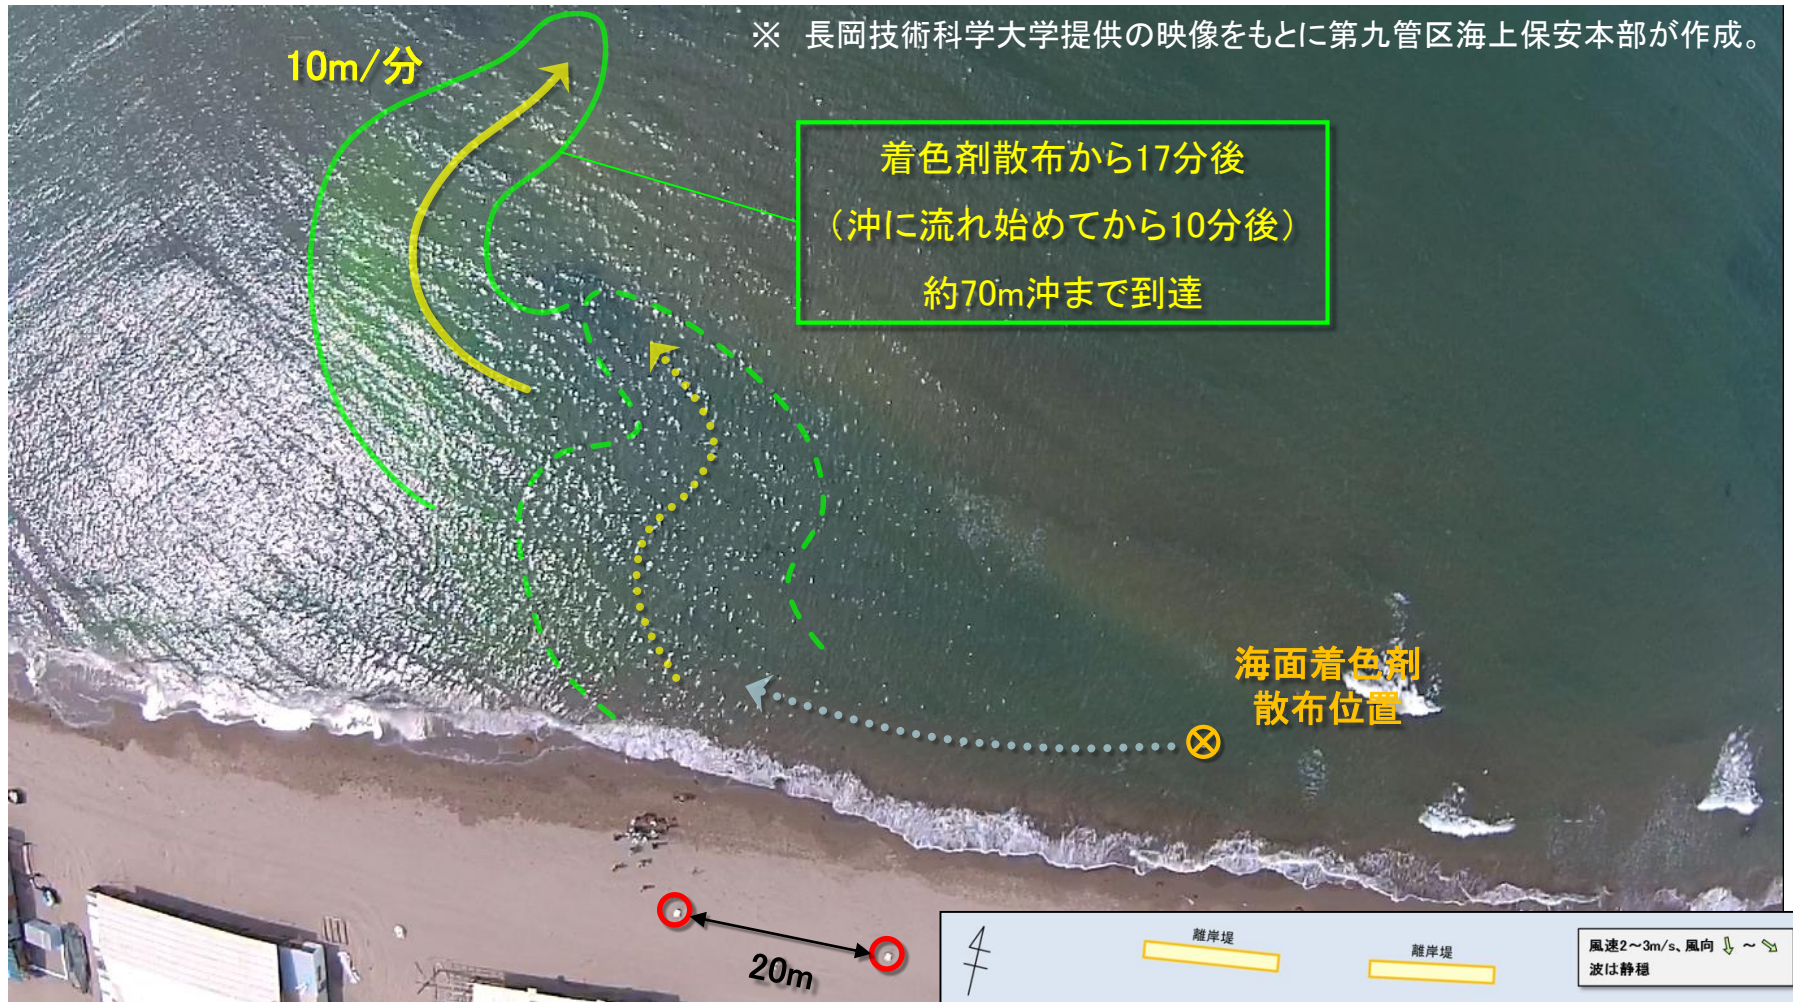 ※ 長岡技術科学大学提供の映像をもとに第九管区海上保安本部が作成。
10m/分
着色剤散布から17分後
（沖に流れ始めてから10分後）
約70m沖まで到達
海面着色剤
散布位置
20m
離岸堤
離岸堤
風速2～3m/s、風向 ⇩ ～ ⇘
波は静穏